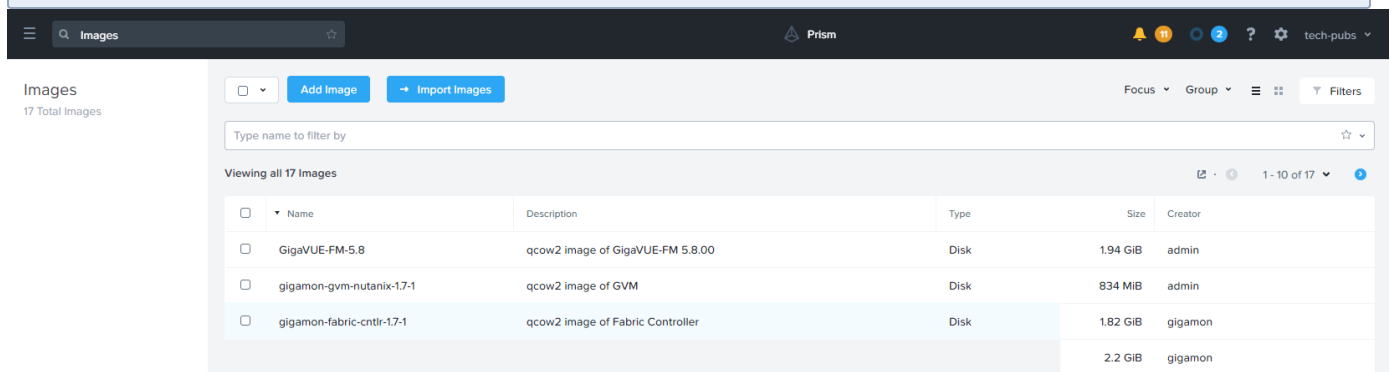 Images
Prism
11
2
?
tech-pubs
Images
17 Total Images
Add Image
Import Images
Focus
Group
Filters
Type name to filter by
Viewing all 17 Images
1 - 10 of 17
Name Description Type Size Creator
GigaVUE-FM-5.8 qcow2 image of GigaVUE-FM 5.8.00 Disk 1.94 GiB admin
gigamon-gvm-nutanix-1.7-1 qcow2 image of GVM Disk 834 MiB admin
gigamon-fabric-cntlr-1.7-1 qcow2 image of Fabric Controller Disk 1.82 GiB gigamon
2.2 GiB gigamon